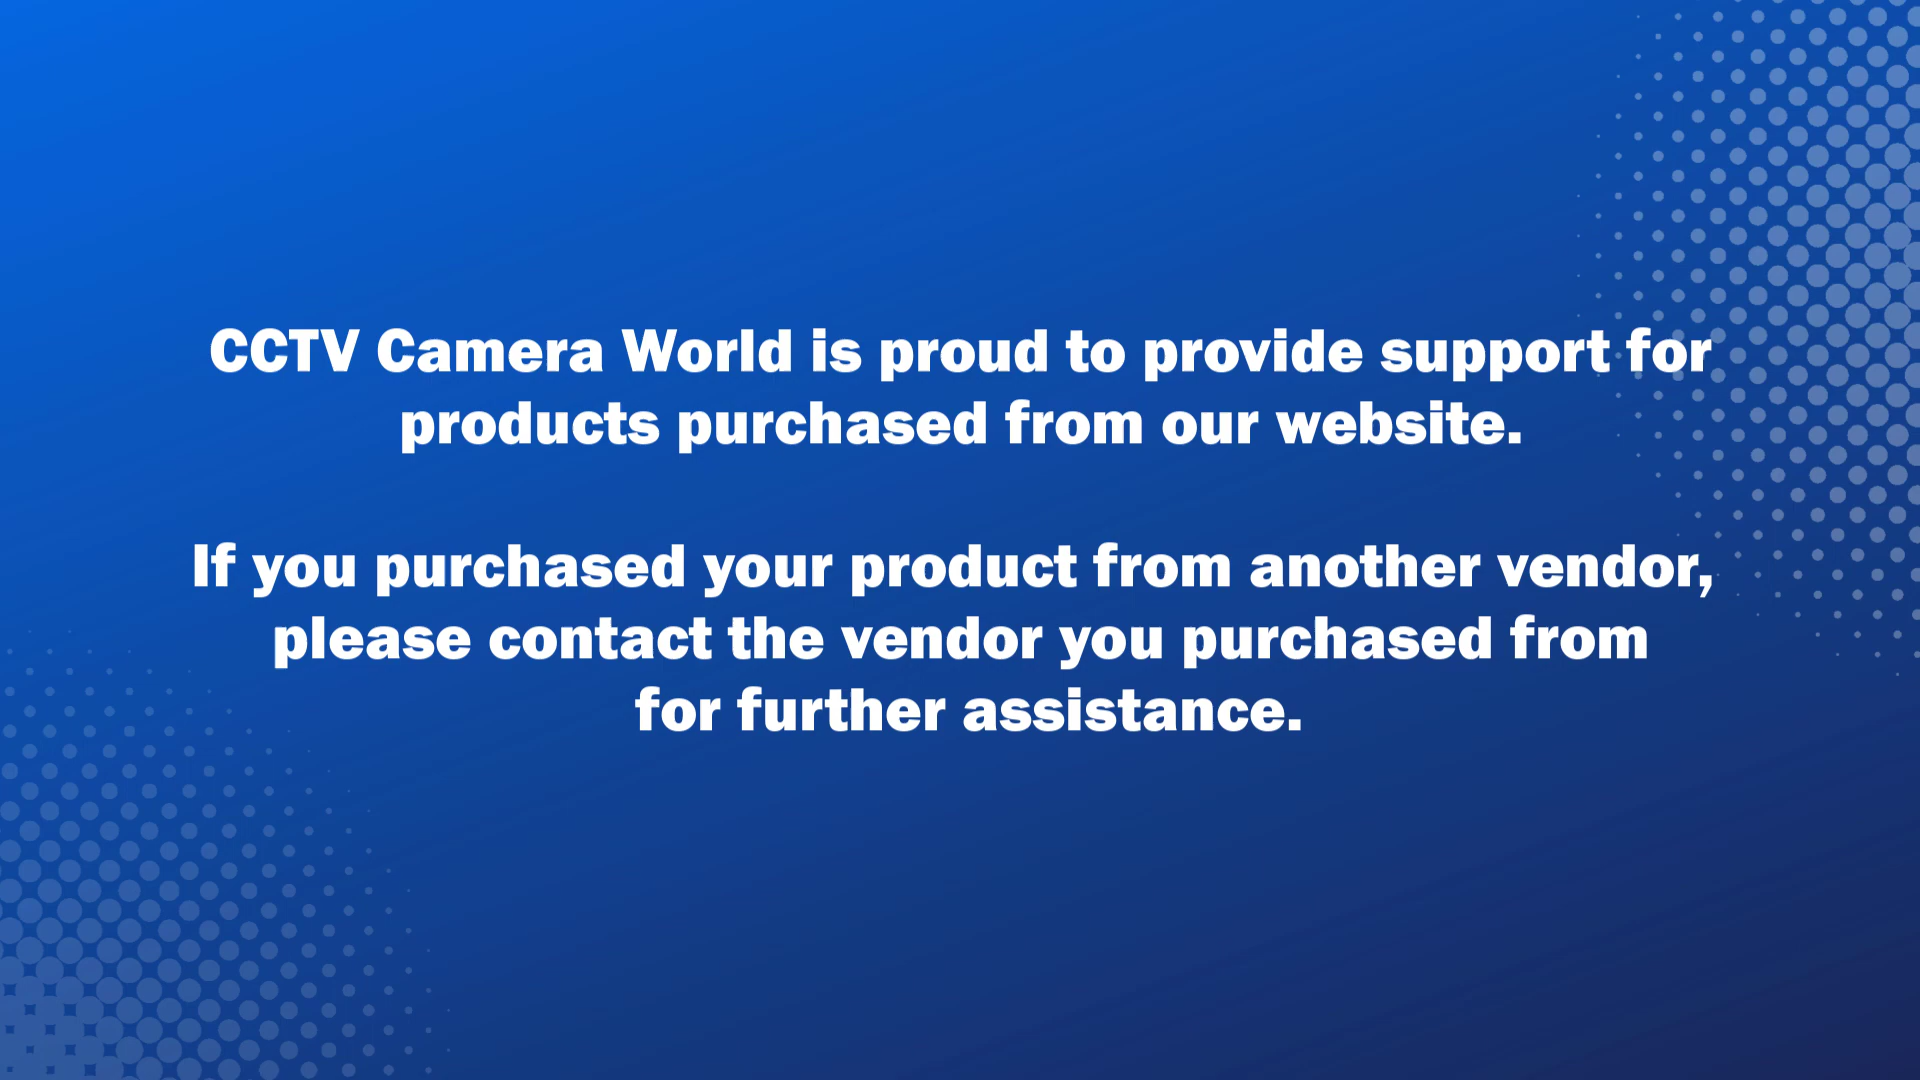 CCTV Camera World is proud to provide support for
products purchased from our website.
If you purchased your product from another vendor,
please contact the vendor you purchased from
for further assistance.